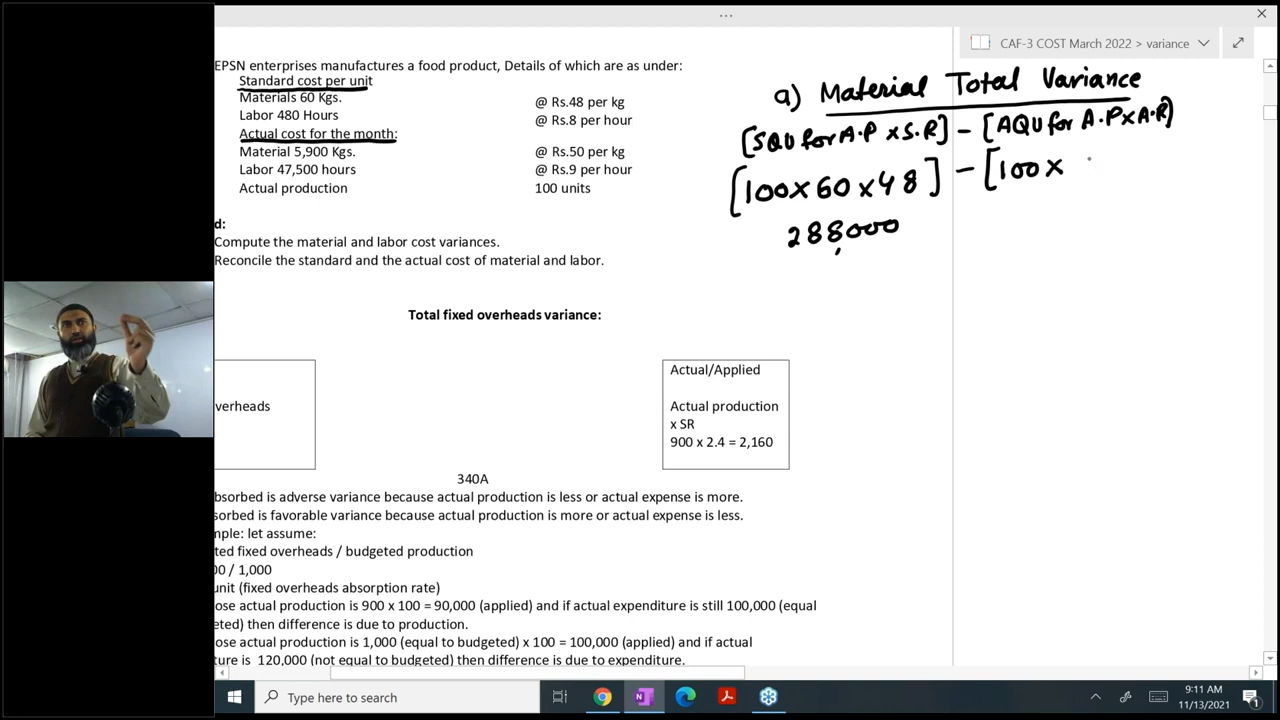 EPSN enterprises manufactures a food product, Details of which are as under:
Standard cost per unit
Materials 60 Kgs. @ Rs.48 per kg
Labor 480 Hours @ Rs.8 per hour
Actual cost for the month:
Material 5,900 Kgs. @ Rs.50 per kg
Labor 47,500 hours @ Rs.9 per hour
Actual production 100 units
d:
Compute the material and labor cost variances.
Reconcile the standard and the actual cost of material and labor.
Total fixed overheads variance:
verheads
Actual/Applied
Actual production
x SR
900 x 2.4 = 2,160
340A
bsorbed is adverse variance because actual production is less or actual expense is more.
sorbed is favorable variance because actual production is more or actual expense is less.
mple: let assume:
ted fixed overheads / budgeted production
00 / 1,000
unit (fixed overheads absorption rate)
ose actual production is 900 x 100 = 90,000 (applied) and if actual expenditure is still 100,000 (equal
eted) then difference is due to production.
ose actual production is 1,000 (equal to budgeted) x 100 = 100,000 (applied) and if actual
ture is 120,000 (not equal to budgeted) then difference is due to expenditure.
CAF-3 COST March 2022 > variance
a) Material Total Variance
[SQU for A.P x S.R] - [AQU for A.P x A.R]
[100 x 60 x 48] - [100 x
288,000
Type here to search
9:11 AM
11/13/2021
1